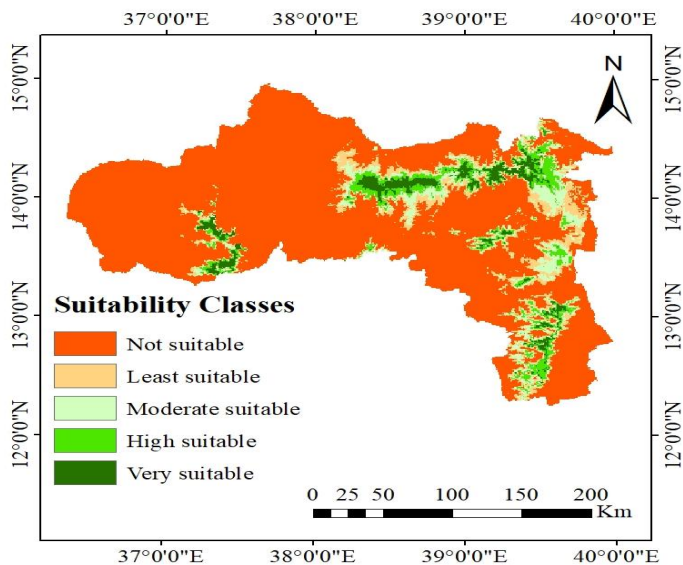 37°0'0"E 38°0'0"E 39°0'0"E 40°0'0"E
15°0'0"N
14°0'0"N
13°0'0"N
12°0'0"N
15°0'0"N
14°0'0"N
13°0'0"N
12°0'0"N
N
Suitability Classes
Not suitable
Least suitable
Moderate suitable
High suitable
Very suitable
0 25 50 100 150 200
Km
37°0'0"E 38°0'0"E 39°0'0"E 40°0'0"E